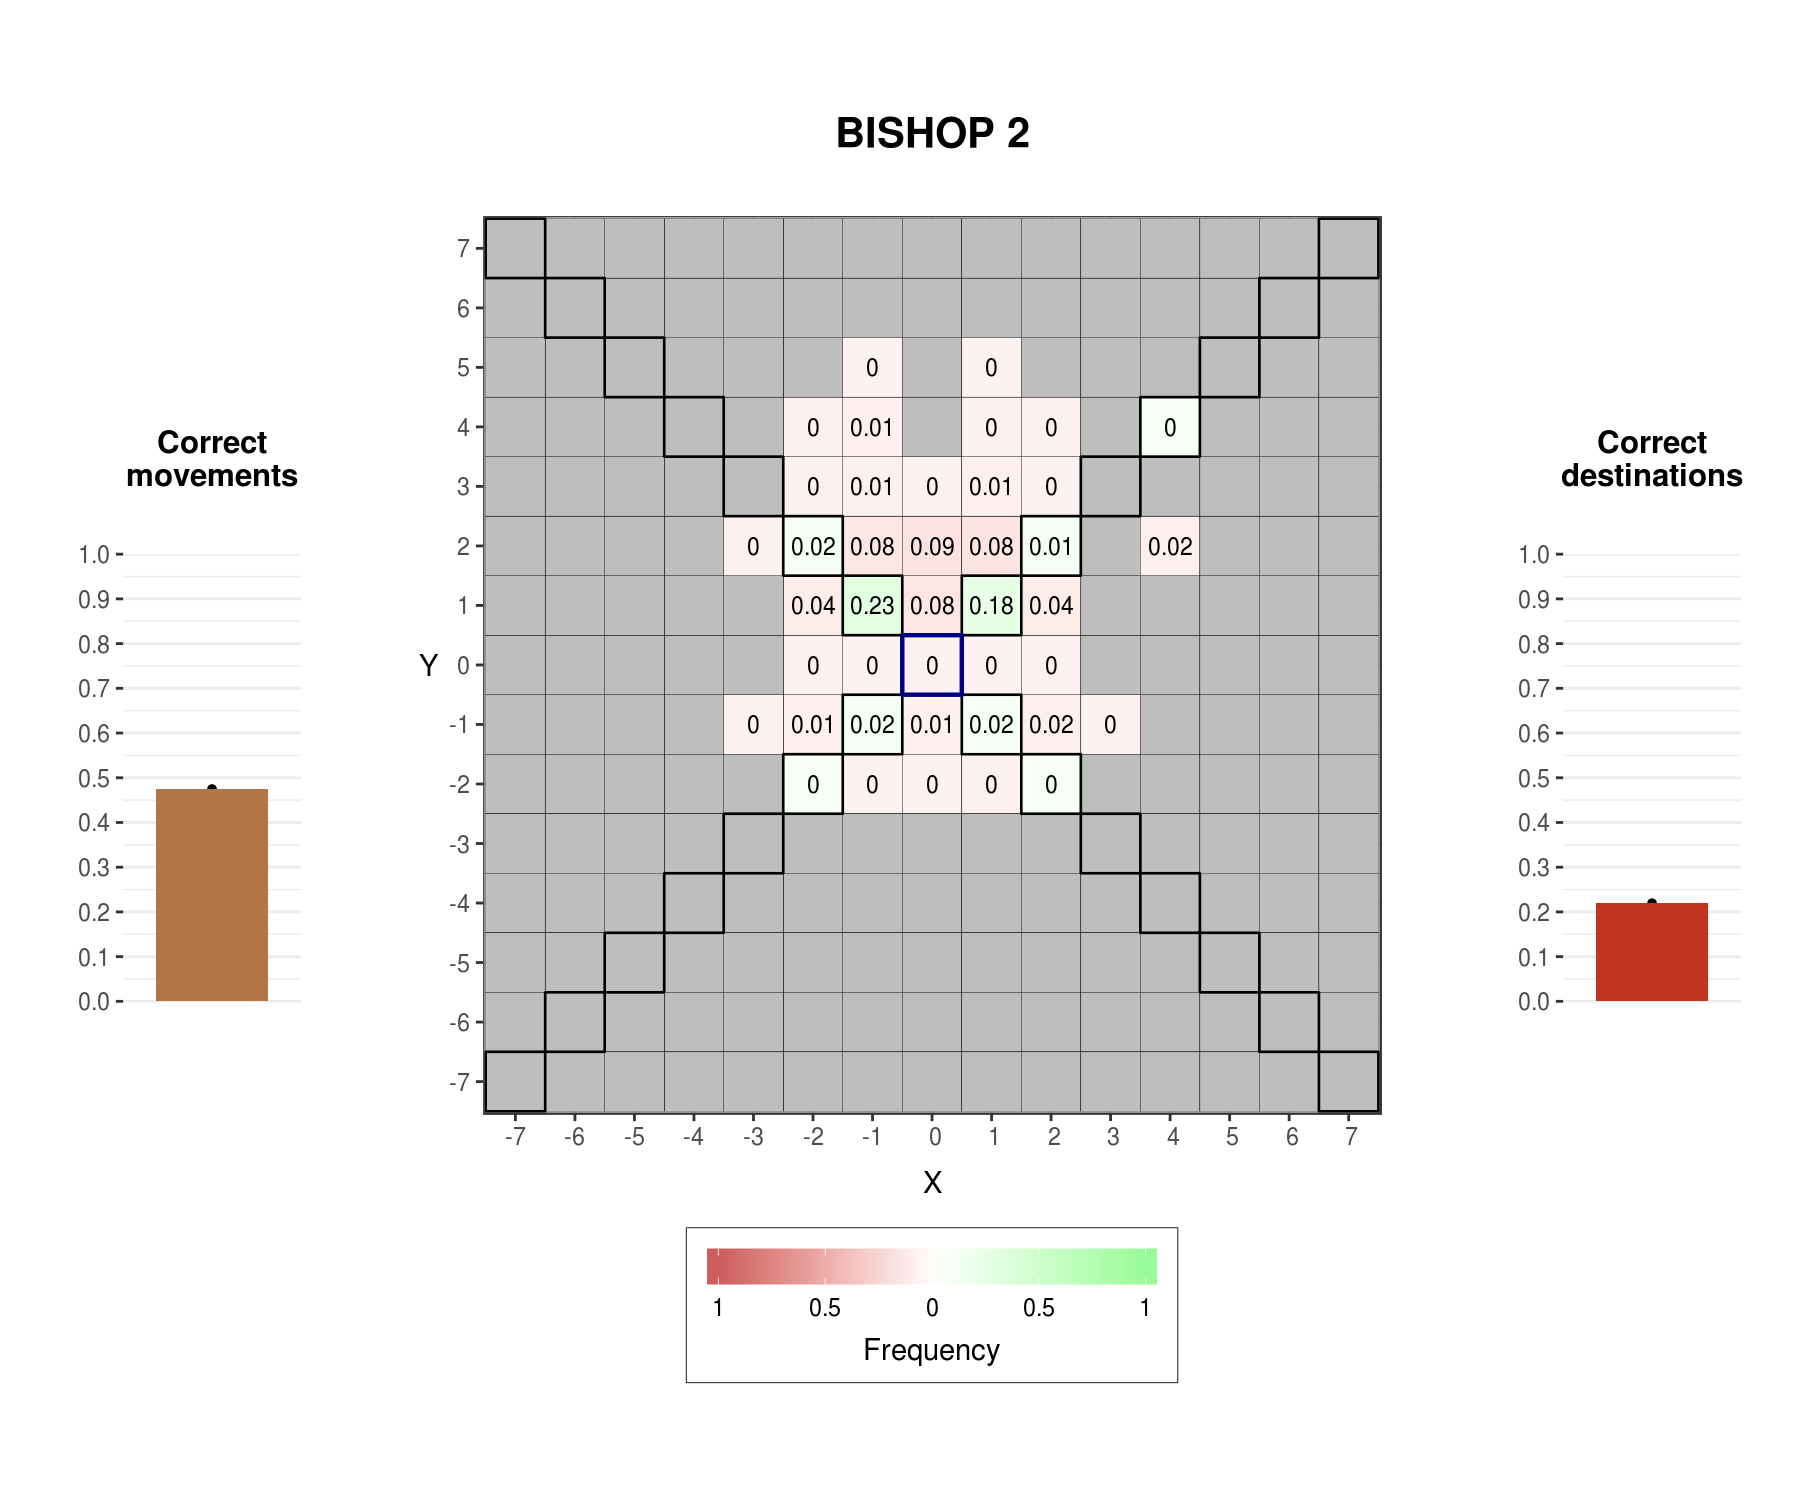 BISHOP 2
Correct
movements
1.0
0.9
0.8
0.7
0.6
0.5
0.4
0.3
0.2
0.1
0.0
7
6
5
4
3
2
1
Y 0
-1
-2
-3
-4
-5
-6
-7
0 0
0 0.01 0 0 0
0 0.01 0 0.01 0
0 0.02 0.08 0.09 0.08 0.01 0.02
0.04 0.23 0.08 0.18 0.04
0 0 0 0 0
0 0.01 0.02 0.01 0.02 0.02 0
0 0 0 0 0
-7 -6 -5 -4 -3 -2 -1 0 1 2 3 4 5 6 7
X
1 0.5 0 0.5 1
Frequency
Correct
destinations
1.0
0.9
0.8
0.7
0.6
0.5
0.4
0.3
0.2
0.1
0.0